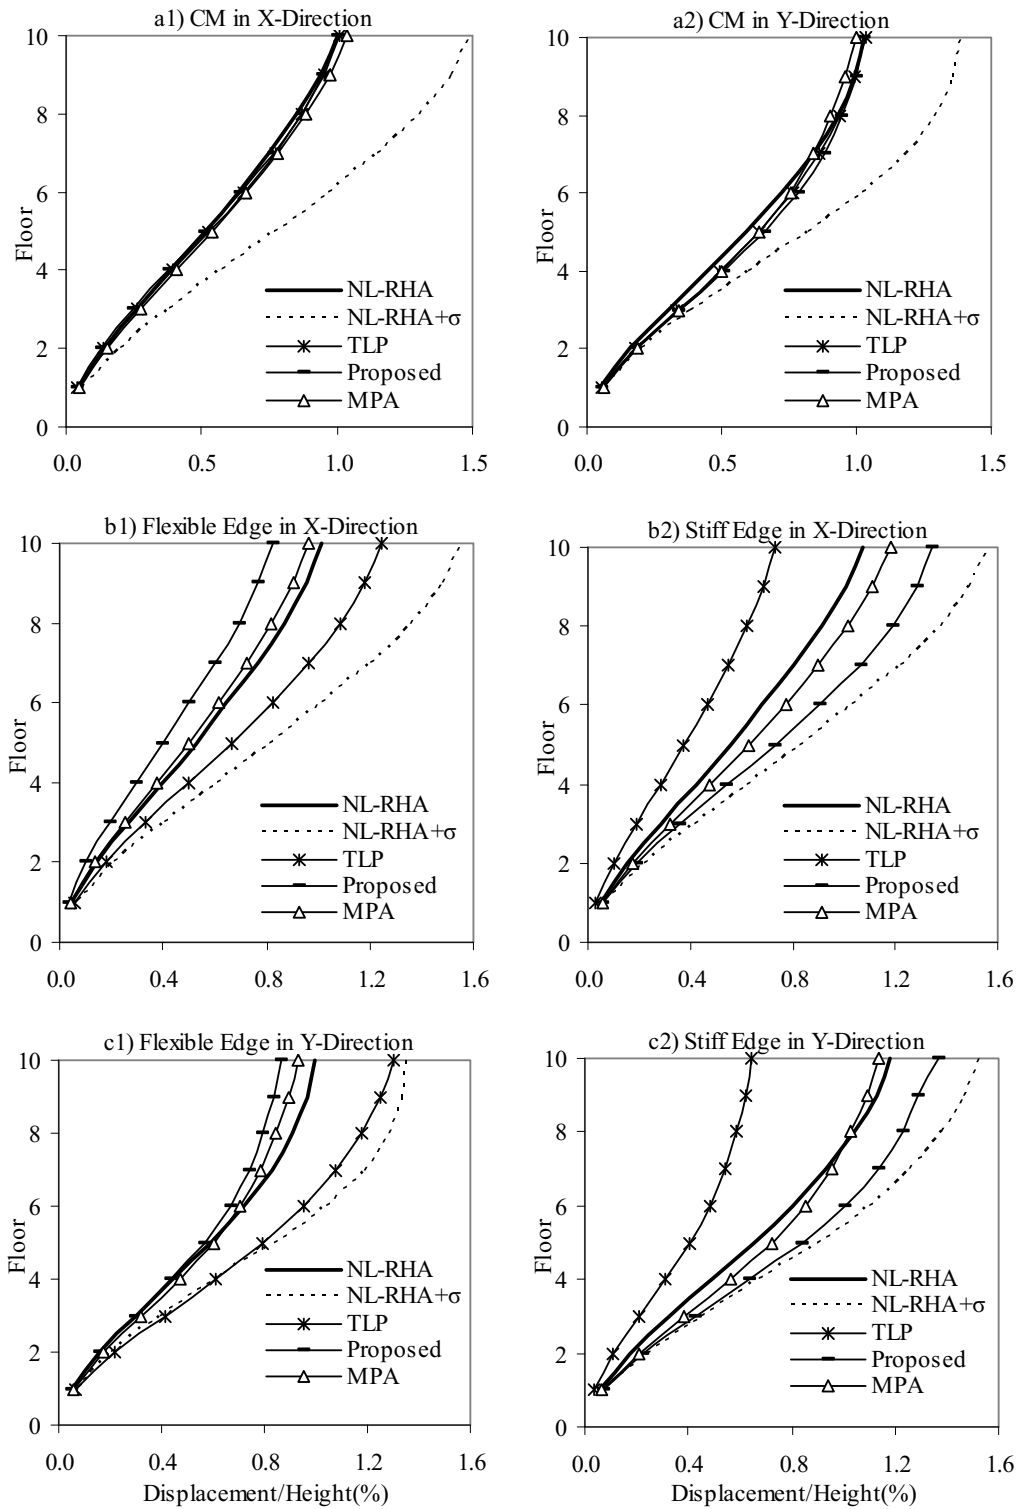 a1) CM in X-Direction
10
8
6
4
2
0
Floor
NL-RHA
NL-RHA+σ
TLP
Proposed
MPA
0.0 0.5 1.0 1.5
a2) CM in Y-Direction
10
8
6
4
2
0
Floor
NL-RHA
NL-RHA+σ
TLP
Proposed
MPA
0.0 0.5 1.0 1.5
b1) Flexible Edge in X-Direction
10
8
6
4
2
0
Floor
NL-RHA
NL-RHA+σ
TLP
Proposed
MPA
0.0 0.4 0.8 1.2 1.6
b2) Stiff Edge in X-Direction
10
8
6
4
2
0
Floor
NL-RHA
NL-RHA+σ
TLP
Proposed
MPA
0.0 0.4 0.8 1.2 1.6
c1) Flexible Edge in Y-Direction
10
8
6
4
2
0
Floor
NL-RHA
NL-RHA+σ
TLP
Proposed
MPA
0.0 0.4 0.8 1.2 1.6
Displacement/Height(%)
c2) Stiff Edge in Y-Direction
10
8
6
4
2
0
Floor
NL-RHA
NL-RHA+σ
TLP
Proposed
MPA
0.0 0.4 0.8 1.2 1.6
Displacement/Height(%)